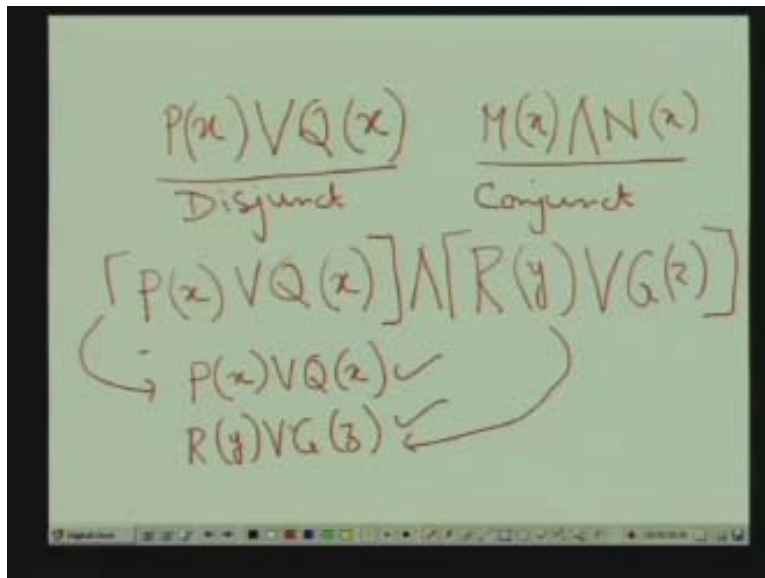 P(x) V Q(x) M(x) Λ N(x)
Disjunct Conjunct
[P(x) V Q(x)] Λ [R(y) V G(z)]
P(x) V Q(x) ✓
R(y) V G(z) ✓